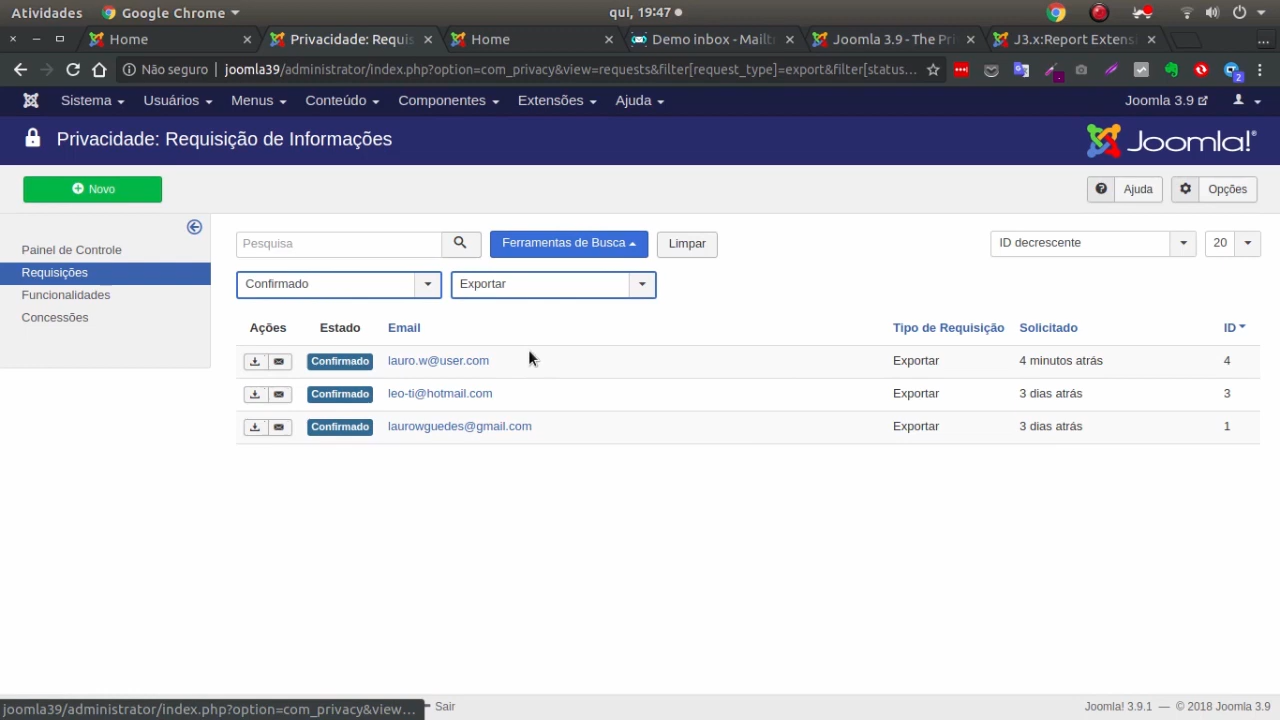 Atividades Google Chrome qui, 19:47
Home Privacidade: Requis Home Demo inbox - Mailt Joomla 3.9 - The Pri J3.x:Report Extens ...
Não seguro joomla39/administrator/index.php?option=com_privacy&view=requests&filter[request_type]=export&filter[status... 2
Sistema Usuários Menus Conteúdo Componentes Extensões Ajuda Joomla 3.9
Privacidade: Requisição de Informações Joomla!®
Novo Ajuda Opções
Painel de Controle
Requisições
Funcionalidades
Concessões
Pesquisa Ferramentas de Busca Limpar ID decrescente 20
Confirmado Exportar
Ações Estado Email Tipo de Requisição Solicitado ID
Confirmado lauro.w@user.com Exportar 4 minutos atrás 4
Confirmado leo-ti@hotmail.com Exportar 3 dias atrás 3
Confirmado laurowguedes@gmail.com Exportar 3 dias atrás 1
joomla39/administrator/index.php?option=com_privacy&view... Sair Joomla! 3.9.1 — © 2018 Joomla 3.9